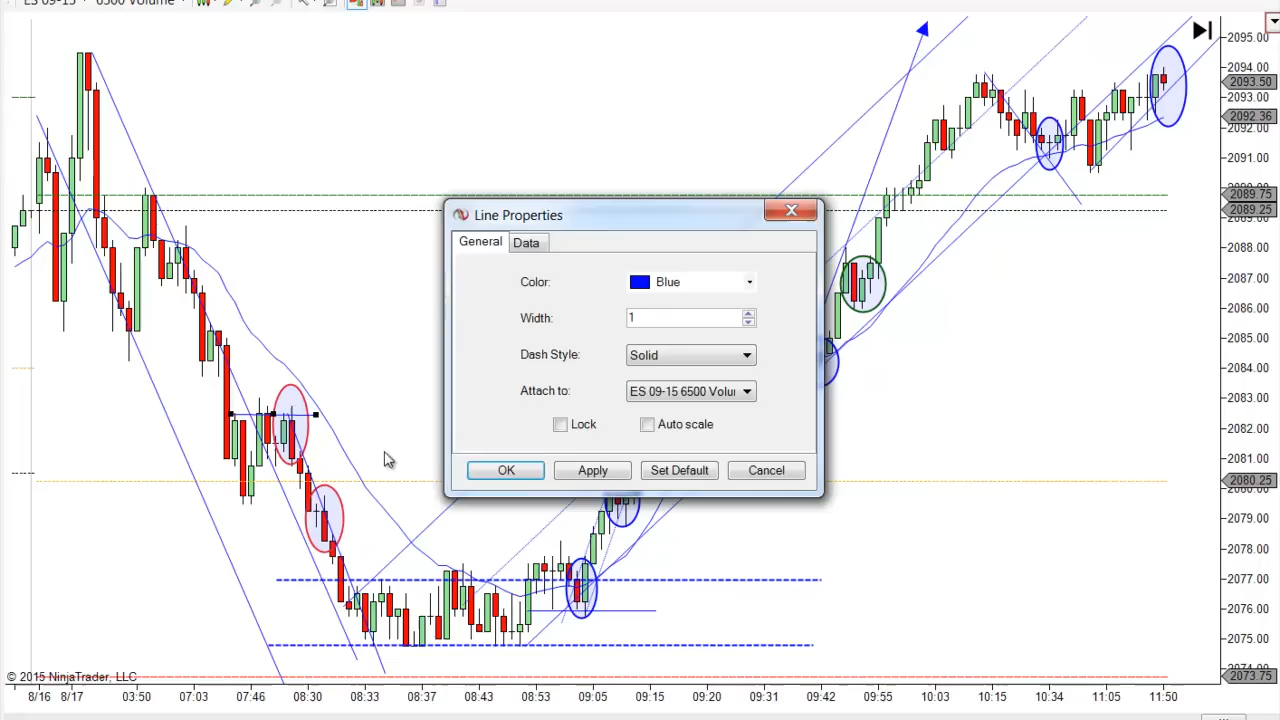 ES 09-15
6500 Volume
2095.00
2094.00
2093.50
2093.00
2092.36
2092.00
2091.00
2089.75
2089.25
2088.00
2087.00
2086.00
2085.00
2084.00
2083.00
2082.00
2081.00
2080.25
2079.00
2078.00
2077.00
2076.00
2075.00
2073.75
Line Properties
General
Data
Color:
Blue
Width:
1
Dash Style:
Solid
Attach to:
ES 09-15 6500 Volu
Lock
Auto scale
OK
Apply
Set Default
Cancel
© 2015 NinjaTrader, LLC
8/16 8/17 03:50 07:03 07:46 08:30 08:33 08:37 08:53 09:05 09:15 09:20 09:31 09:42 09:55 10:03 10:15 10:34 11:05 11:50